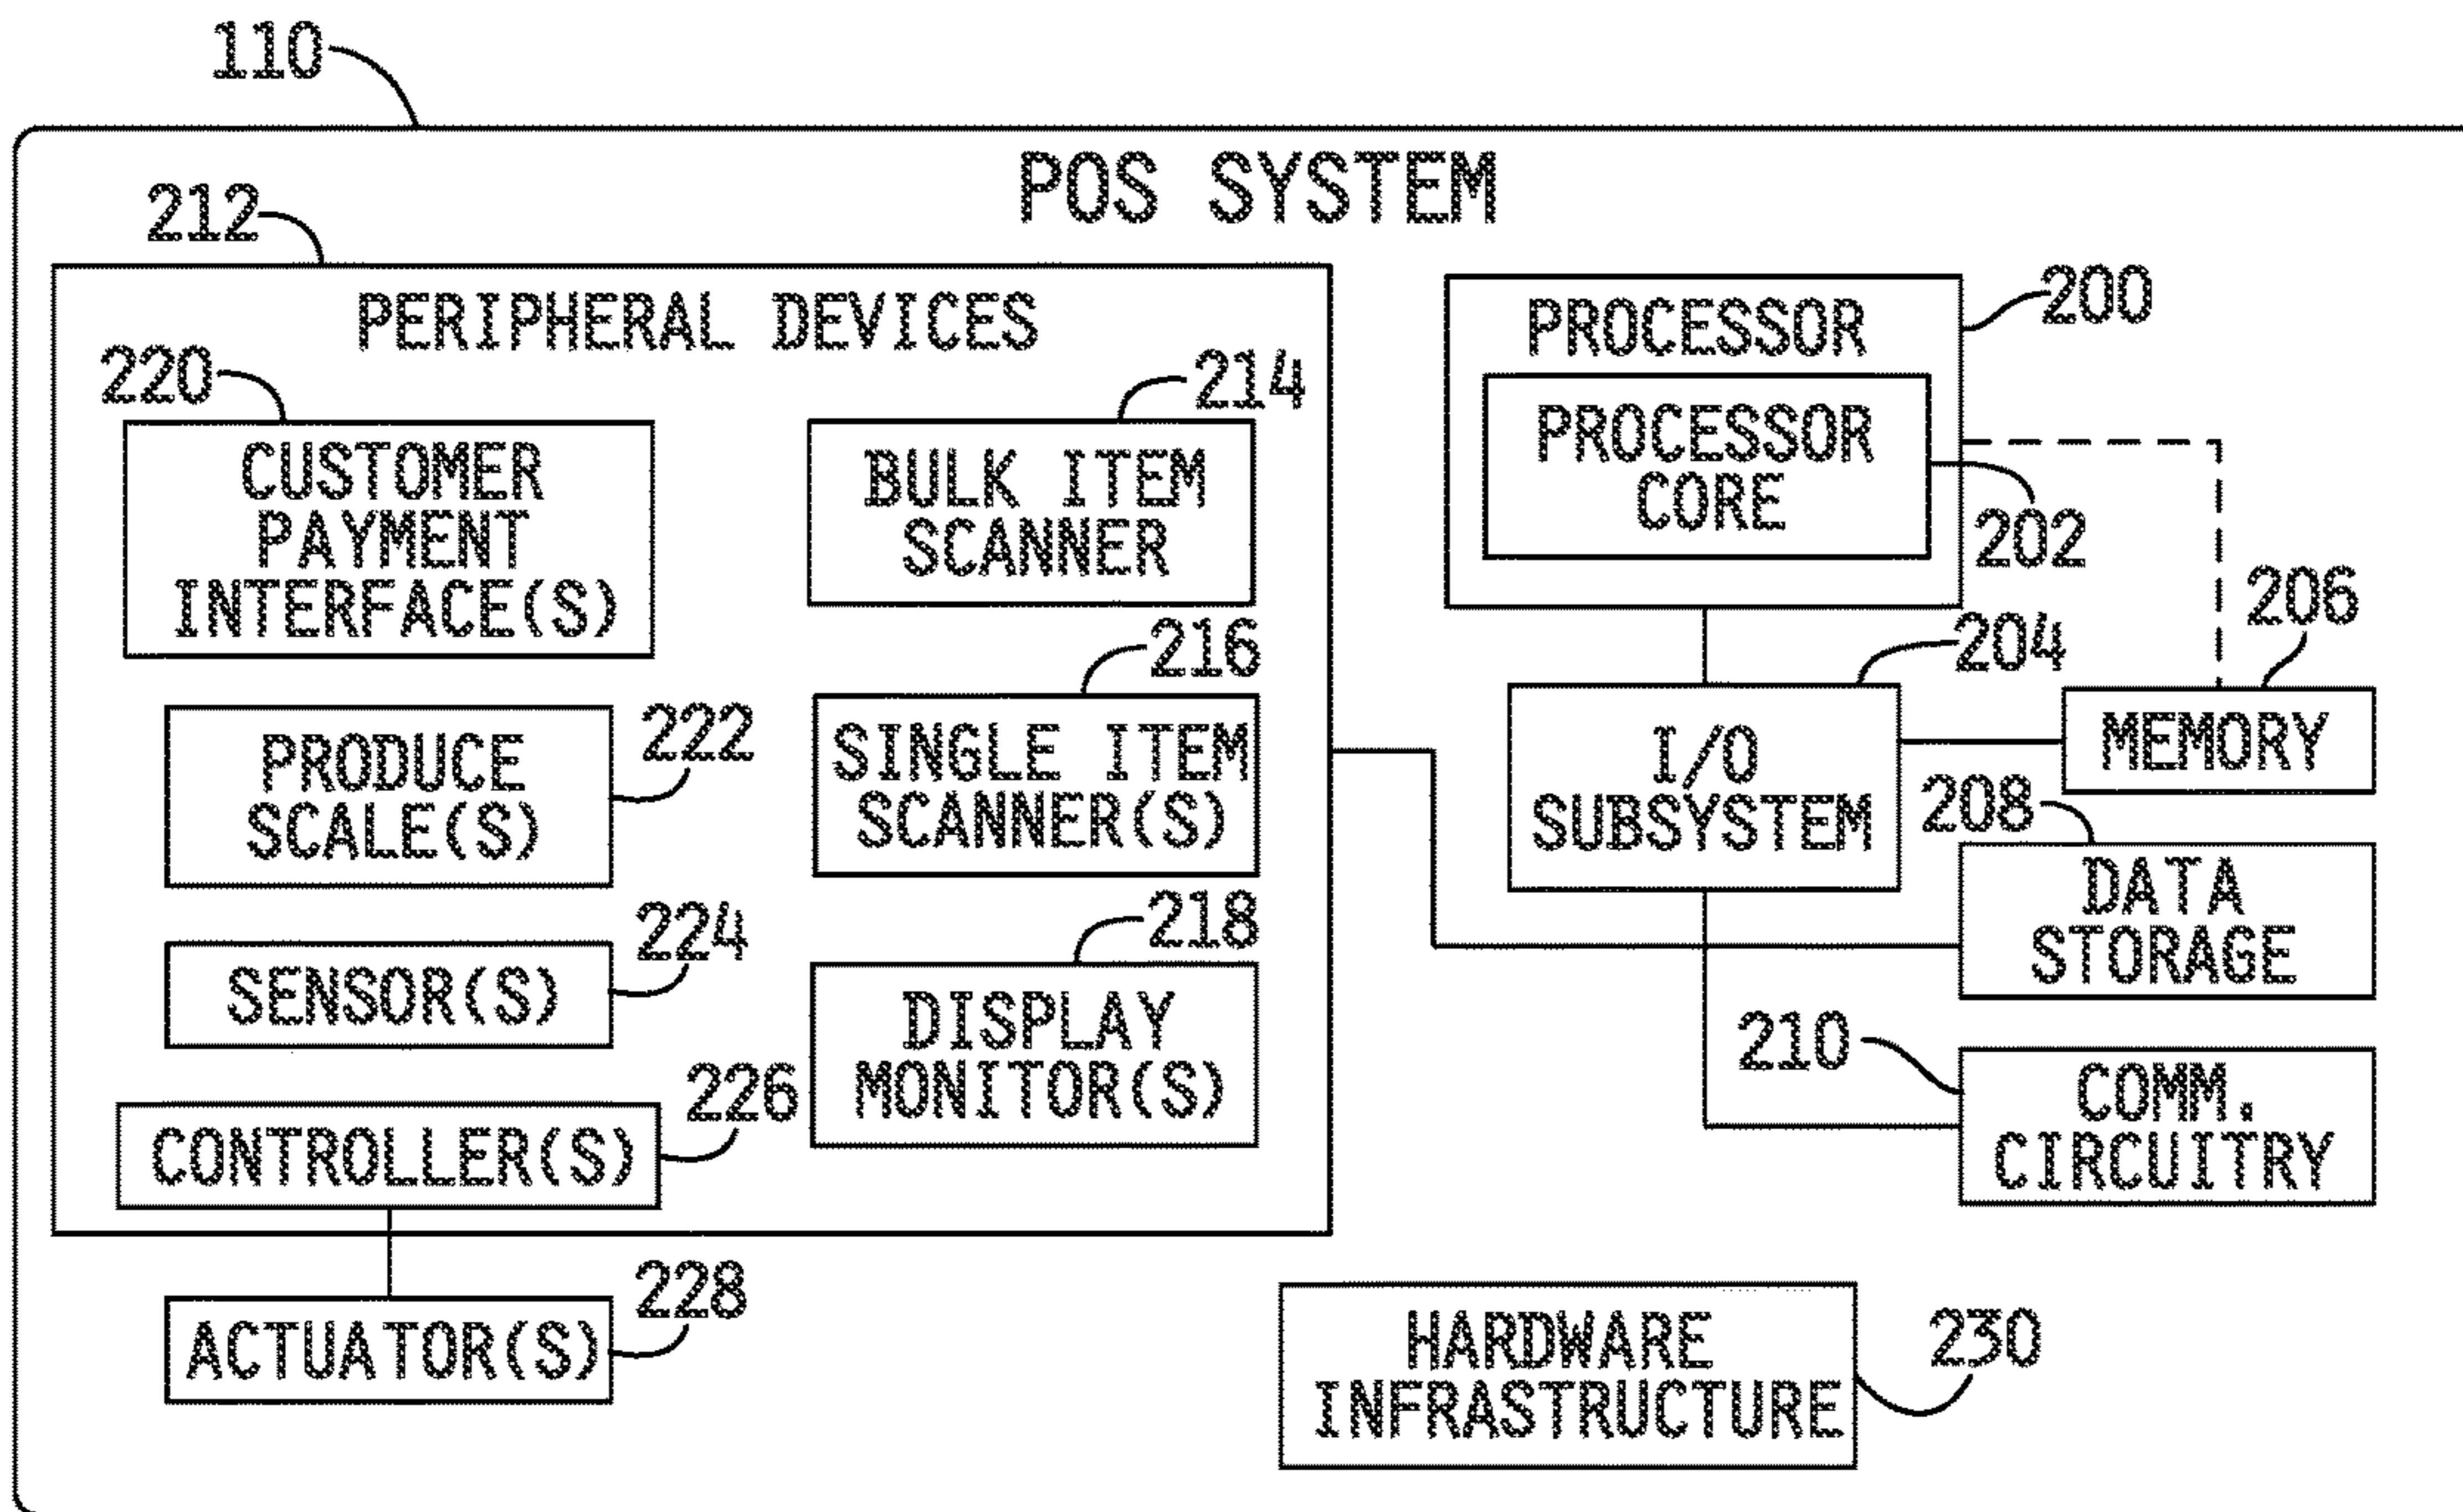 110
POS SYSTEM
212
PERIPHERAL DEVICES
220
CUSTOMER
PAYMENT
INTERFACE(S)
214
BULK ITEM
SCANNER
222
PRODUCE
SCALE(S)
216
SINGLE ITEM
SCANNER(S)
224
SENSOR(S)
218
DISPLAY
MONITOR(S)
226
CONTROLLER(S)
228
ACTUATOR(S)
200
PROCESSOR
PROCESSOR
CORE
202
204
I/O
SUBSYSTEM
206
MEMORY
208
DATA
STORAGE
210
COMM.
CIRCUITRY
HARDWARE
INFRASTRUCTURE
230